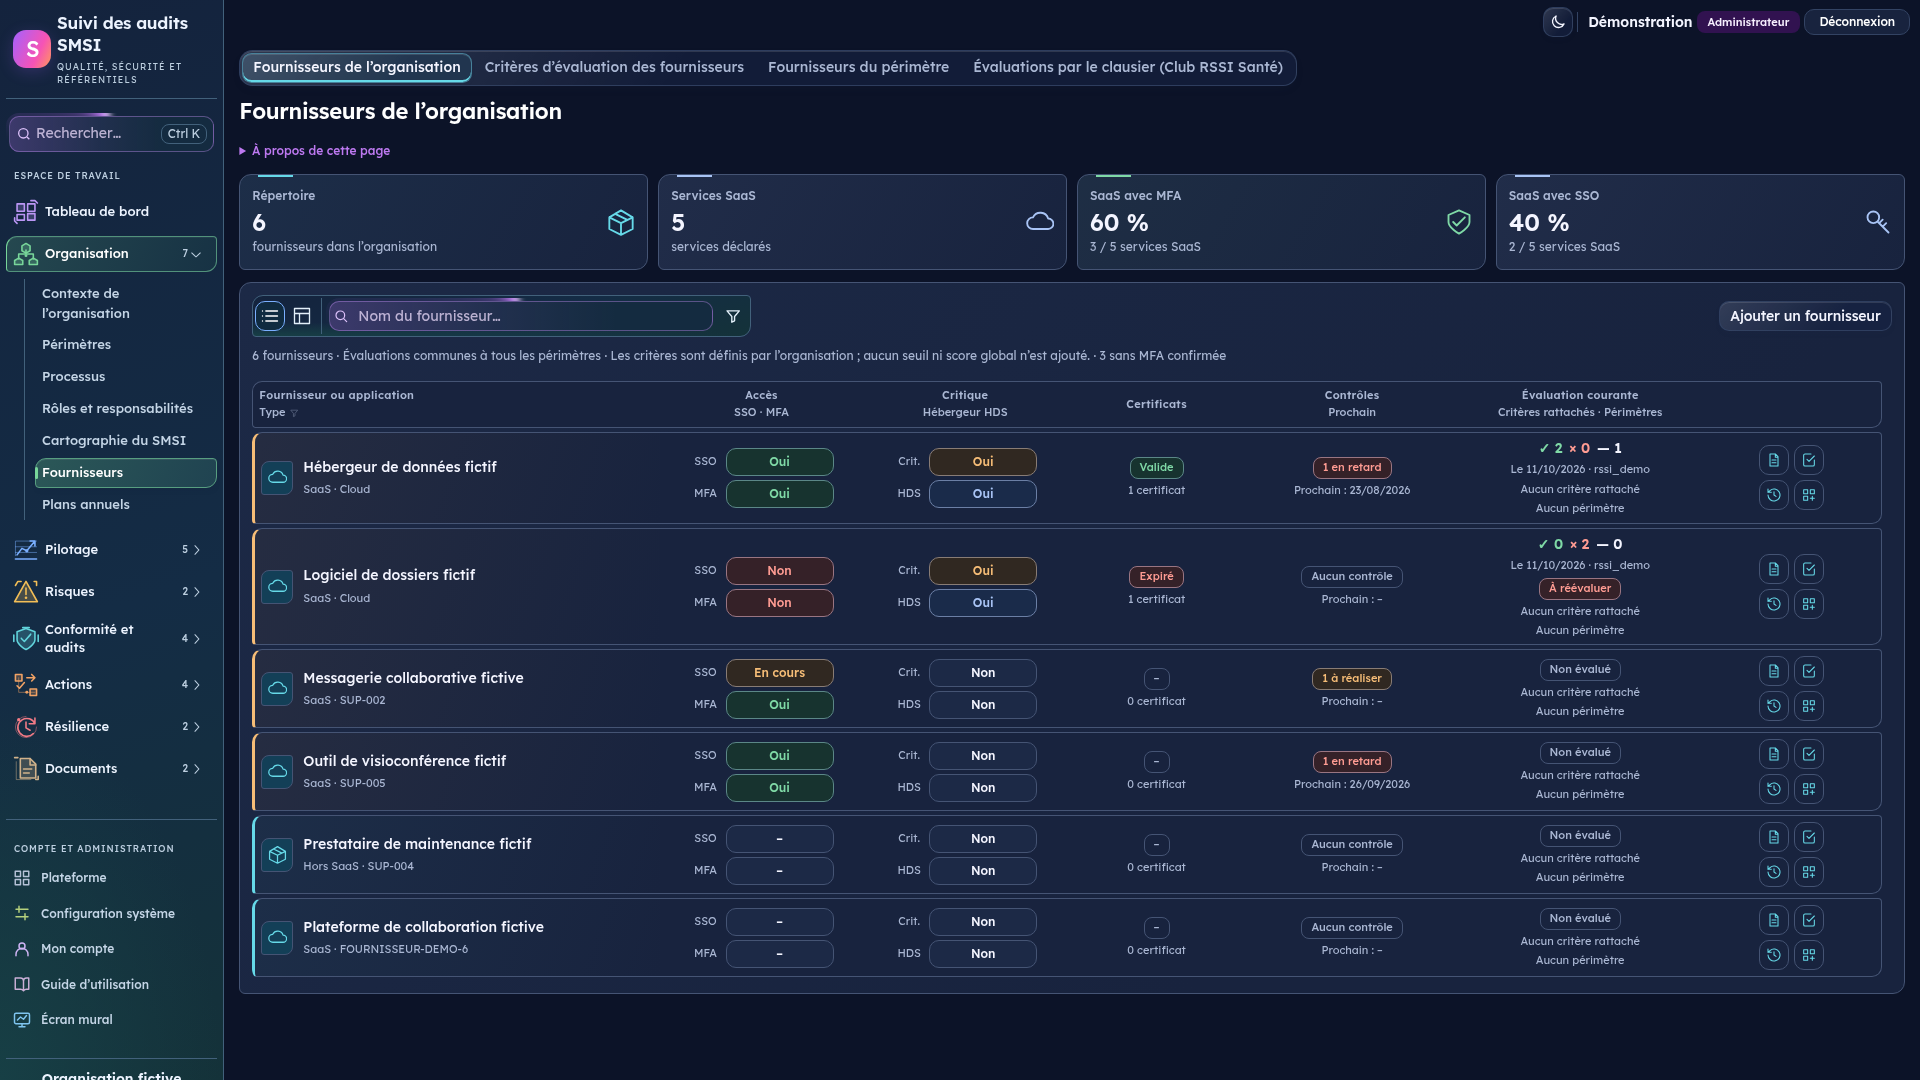 Suivi des audits
SMSI
QUALITÉ, SÉCURITÉ ET
RÉFÉRENTIELS
S
Rechercher…
Ctrl K
ESPACE DE TRAVAIL
Tableau de bord
Organisation 7
Contexte de
l’organisation
Périmètres
Processus
Rôles et responsabilités
Cartographie du SMSI
Fournisseurs
Plans annuels
Pilotage 5
Risques 2
Conformité et
audits 4
Actions 4
Résilience 2
Documents 2
COMPTE ET ADMINISTRATION
Plateforme
Configuration système
Mon compte
Guide d’utilisation
Écran mural
Organisation fictive
Démonstration Administrateur Déconnexion
Fournisseurs de l’organisation Critères d’évaluation des fournisseurs Fournisseurs du périmètre Évaluations par le clausier (Club RSSI Santé)
Fournisseurs de l’organisation
À propos de cette page
Répertoire
6
fournisseurs dans l’organisation
Services SaaS
5
services déclarés
SaaS avec MFA
60 %
3 / 5 services SaaS
SaaS avec SSO
40 %
2 / 5 services SaaS
Nom du fournisseur…
Ajouter un fournisseur
6 fournisseurs · Évaluations communes à tous les périmètres · Les critères sont définis par l’organisation ; aucun seuil ni score global n’est ajouté. · 3 sans MFA confirmée
Fournisseur ou application Accès Critique Certificats Contrôles Évaluation courante
Type SSO · MFA Hébergeur HDS Prochain Critères rattachés · Périmètres
Hébergeur de données fictif
SaaS · Cloud
SSO Oui
MFA Oui
Crit. Oui
HDS Oui
Valide
1 certificat
1 en retard
Prochain : 23/08/2026
✓ 2 × 0 — 1
Le 11/10/2026 · rssi_demo
Aucun critère rattaché
Aucun périmètre
Logiciel de dossiers fictif
SaaS · Cloud
SSO Non
MFA Non
Crit. Oui
HDS Oui
Expiré
1 certificat
Aucun contrôle
Prochain : –
✓ 0 × 2 — 0
Le 11/10/2026 · rssi_demo
À réévaluer
Aucun critère rattaché
Aucun périmètre
Messagerie collaborative fictive
SaaS · SUP-002
SSO En cours
MFA Oui
Crit. Non
HDS Non
–
0 certificat
1 à réaliser
Prochain : –
Non évalué
Aucun critère rattaché
Aucun périmètre
Outil de visioconférence fictif
SaaS · SUP-005
SSO Oui
MFA Oui
Crit. Non
HDS Non
–
0 certificat
1 en retard
Prochain : 26/09/2026
Non évalué
Aucun critère rattaché
Aucun périmètre
Prestataire de maintenance fictif
Hors SaaS · SUP-004
SSO –
MFA –
Crit. Non
HDS Non
–
0 certificat
Aucun contrôle
Prochain : –
Non évalué
Aucun critère rattaché
Aucun périmètre
Plateforme de collaboration fictive
SaaS · FOURNISSEUR-DEMO-6
SSO –
MFA –
Crit. Non
HDS Non
–
0 certificat
Aucun contrôle
Prochain : –
Non évalué
Aucun critère rattaché
Aucun périmètre